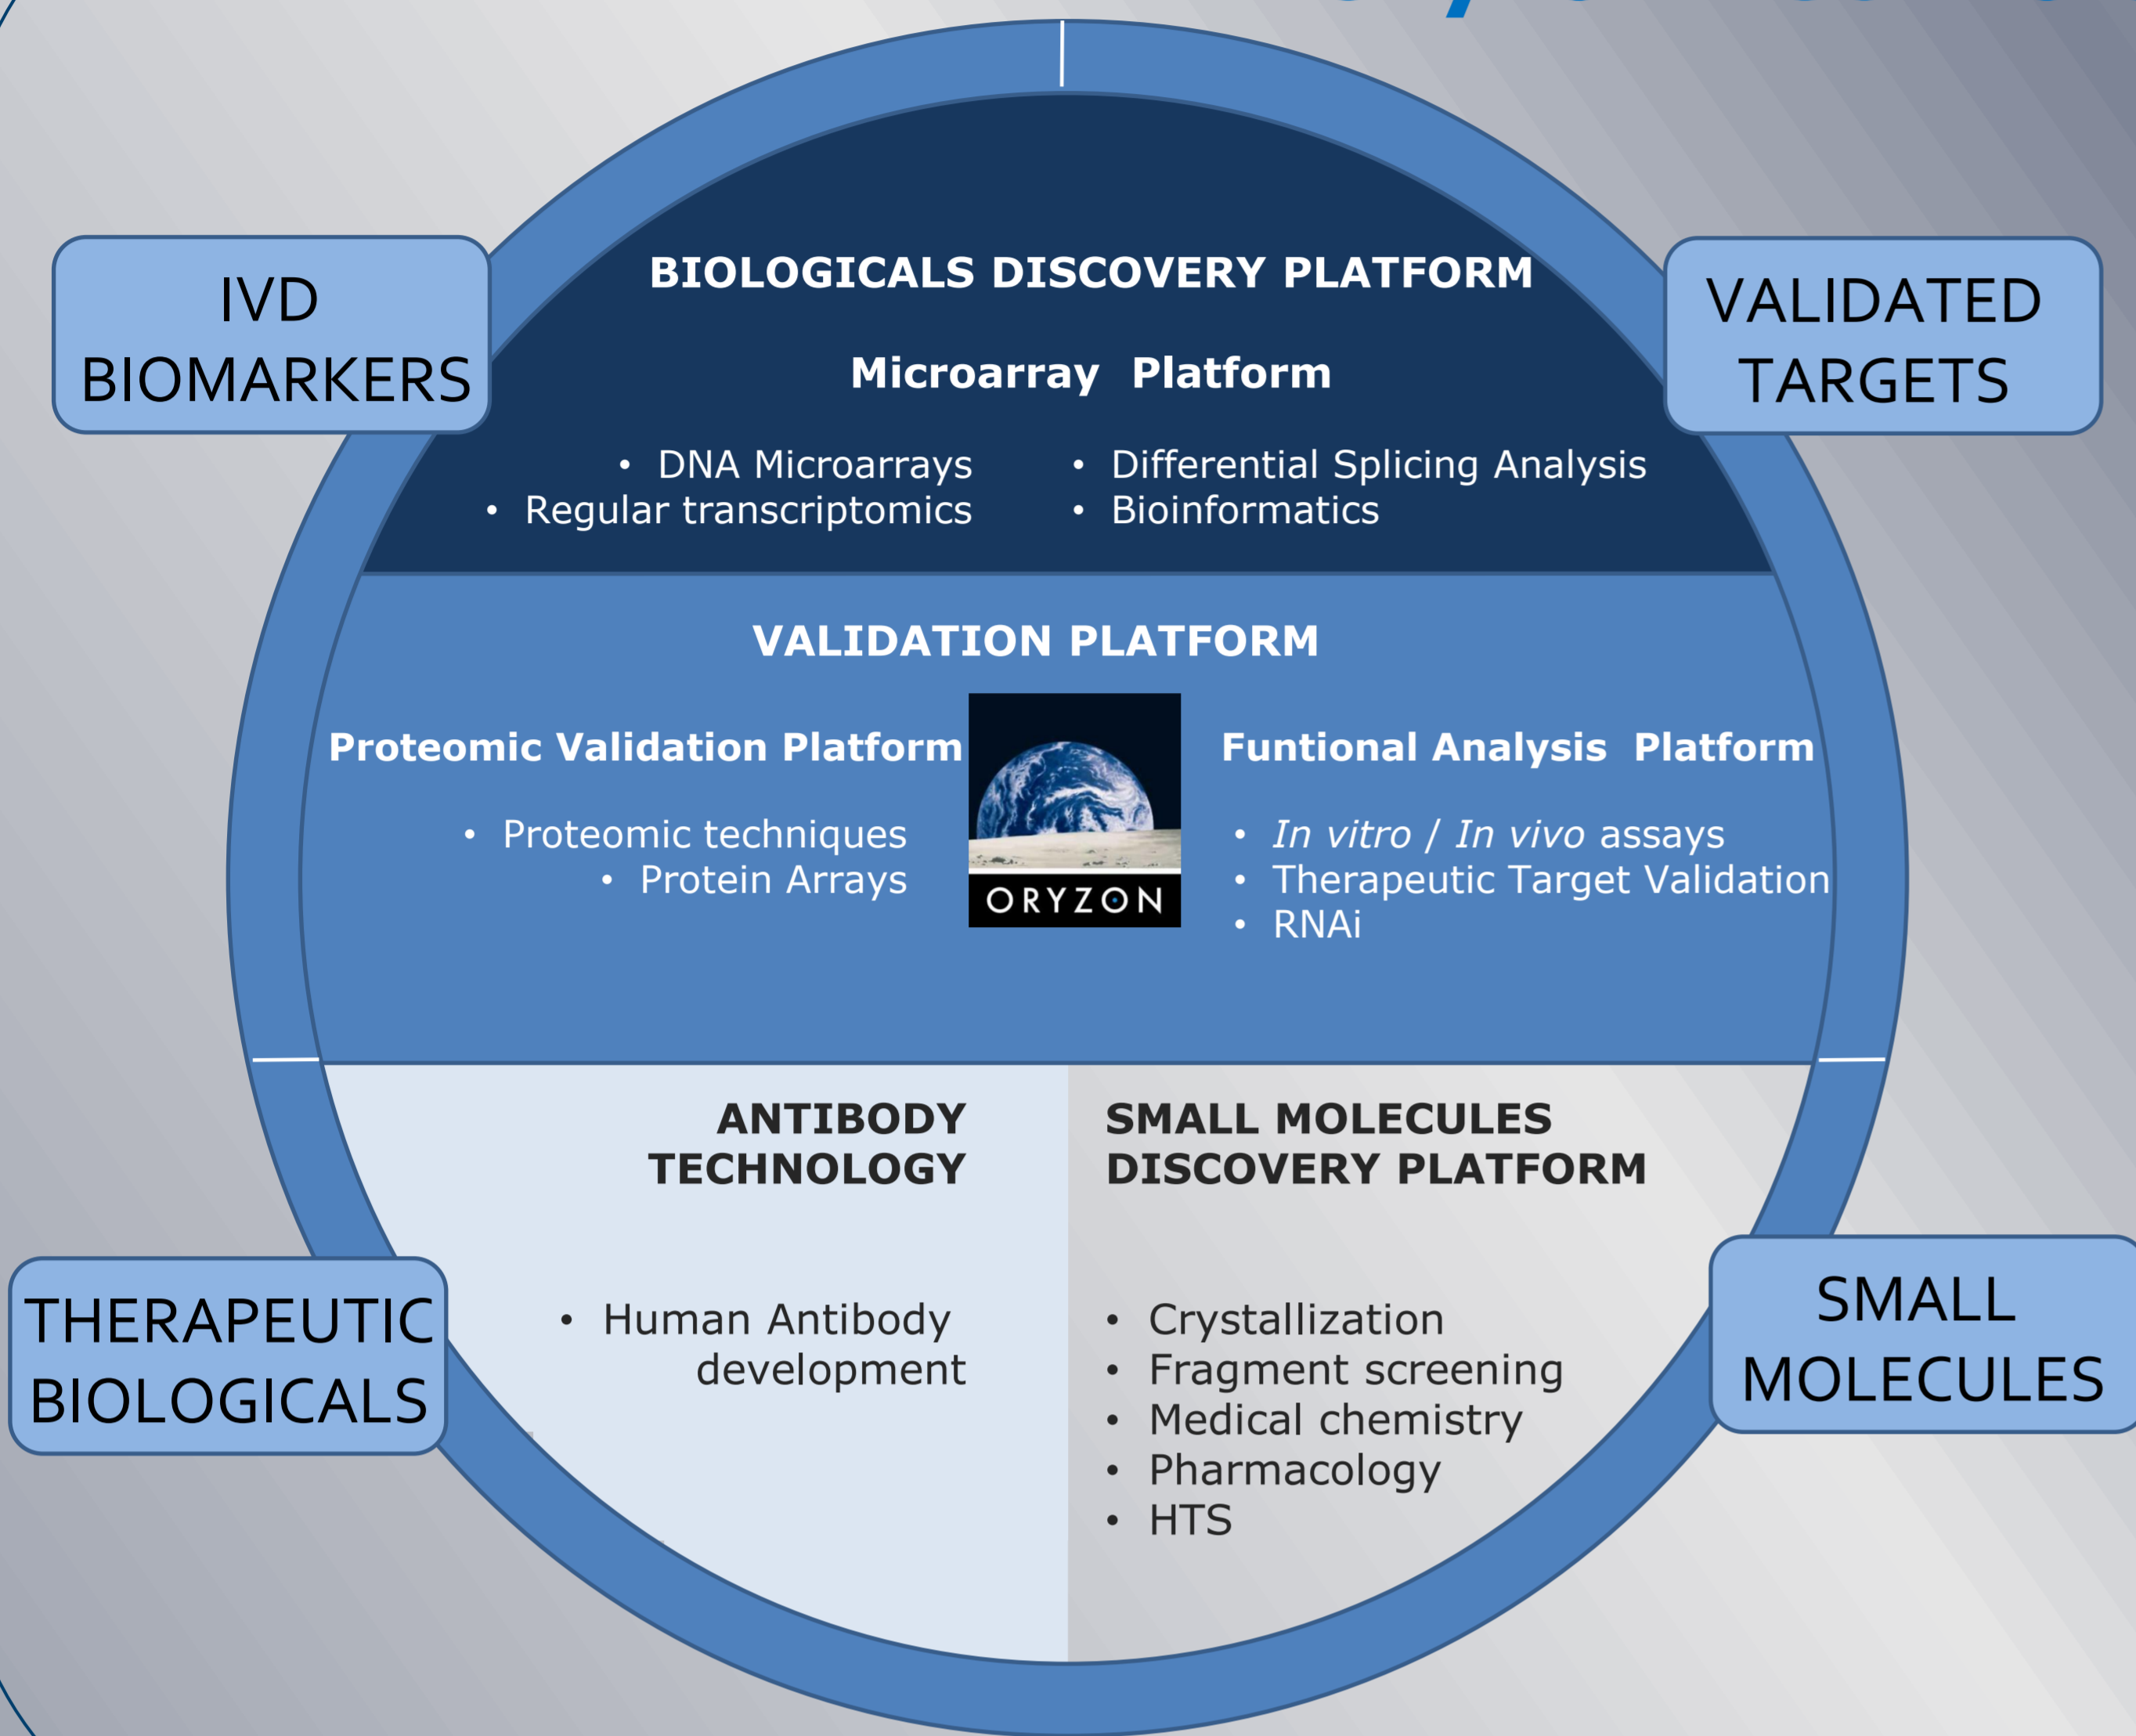 IVD
BIOMARKERS
VALIDATED
TARGETS
BIOLOGICALS DISCOVERY PLATFORM
Microarray Platform
• DNA Microarrays
• Regular transcriptomics
• Differential Splicing Analysis
• Bioinformatics
VALIDATION PLATFORM
Proteomic Validation Platform
• Proteomic techniques
• Protein Arrays
ORYZON
Funtional Analysis Platform
• In vitro / In vivo assays
• Therapeutic Target Validation
• RNAi
ANTIBODY
TECHNOLOGY
• Human Antibody
development
SMALL MOLECULES
DISCOVERY PLATFORM
• Crystallization
• Fragment screening
• Medical chemistry
• Pharmacology
• HTS
THERAPEUTIC
BIOLOGICALS
SMALL
MOLECULES